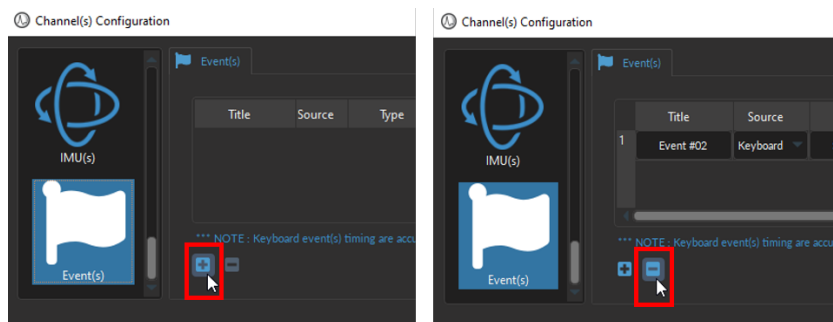 Channel(s) Configuration
Event(s)
Title Source Type
IMU(s)
*** NOTE : Keyboard event(s) timing are accu
Event(s)
Channel(s) Configuration
Event(s)
Title Source
1 Event #02 Keyboard
IMU(s)
*** NOTE : Keyboard event(s) timing are accu
Event(s)